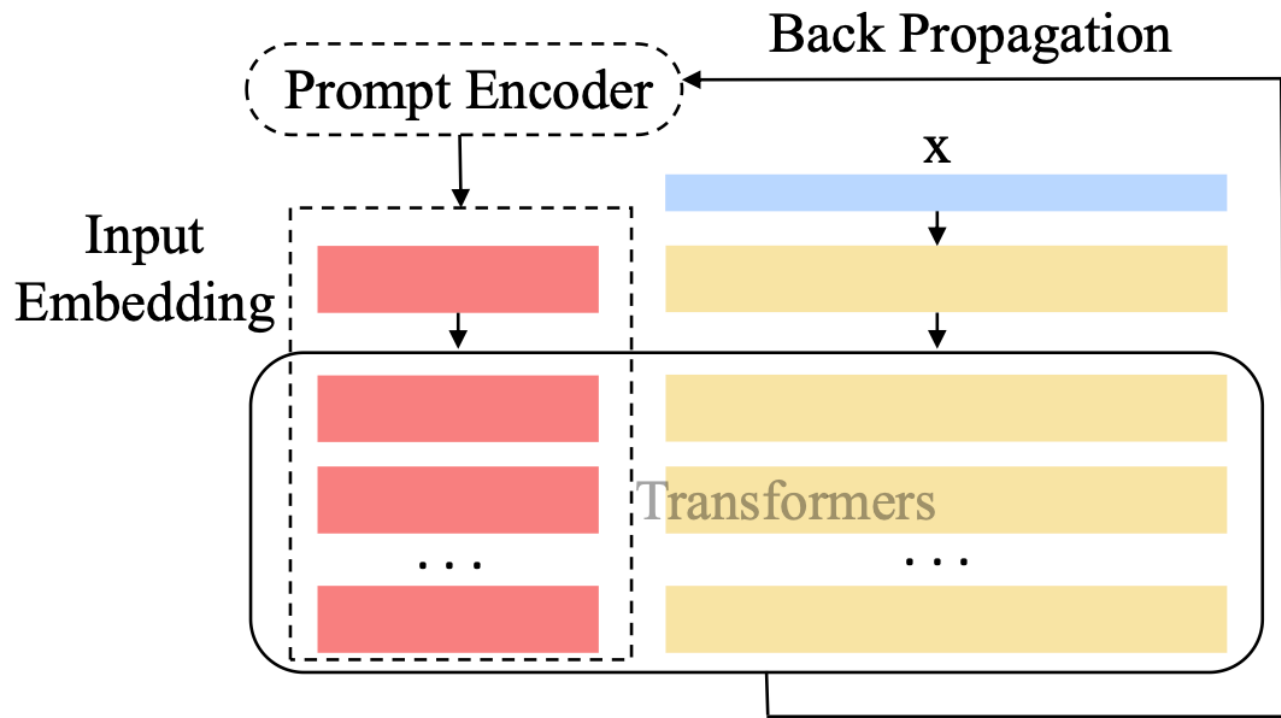 Back Propagation
Prompt Encoder
x
Input
Embedding
Transformers
. . .
. . .